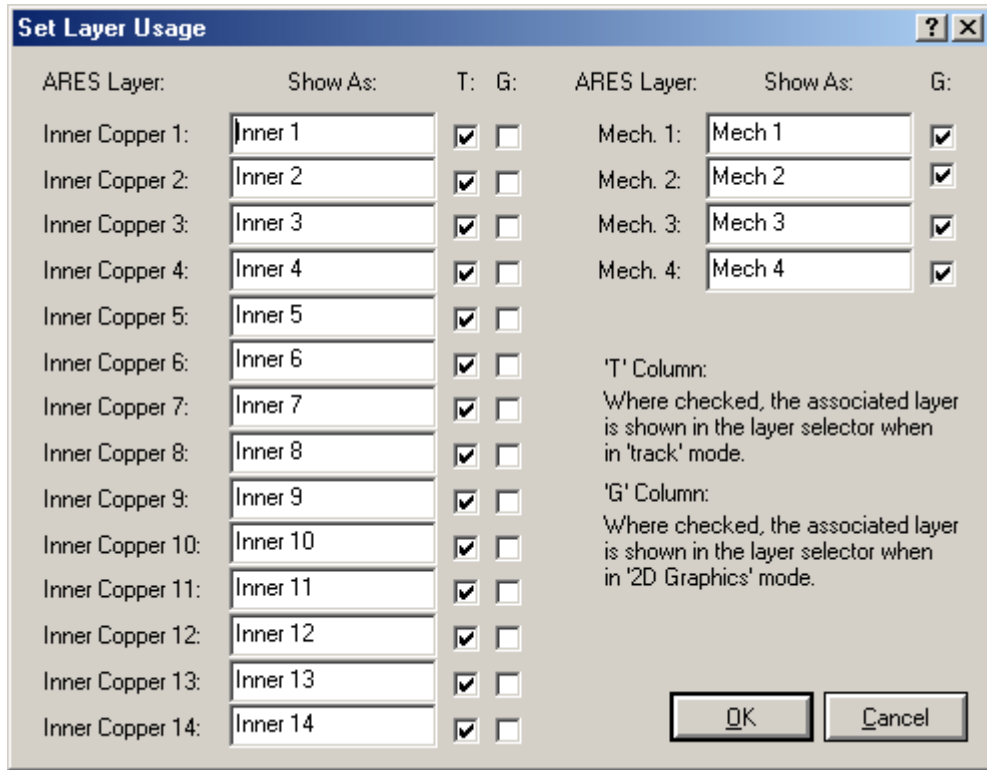 Set Layer Usage
ARES Layer: Show As: T: G:
Inner Copper 1: Inner 1
Inner Copper 2: Inner 2
Inner Copper 3: Inner 3
Inner Copper 4: Inner 4
Inner Copper 5: Inner 5
Inner Copper 6: Inner 6
Inner Copper 7: Inner 7
Inner Copper 8: Inner 8
Inner Copper 9: Inner 9
Inner Copper 10: Inner 10
Inner Copper 11: Inner 11
Inner Copper 12: Inner 12
Inner Copper 13: Inner 13
Inner Copper 14: Inner 14
ARES Layer: Show As: G:
Mech. 1: Mech 1
Mech. 2: Mech 2
Mech. 3: Mech 3
Mech. 4: Mech 4
'T' Column:
Where checked, the associated layer
is shown in the layer selector when
in 'track' mode.
'G' Column:
Where checked, the associated layer
is shown in the layer selector when
in '2D Graphics' mode.
OK
Cancel